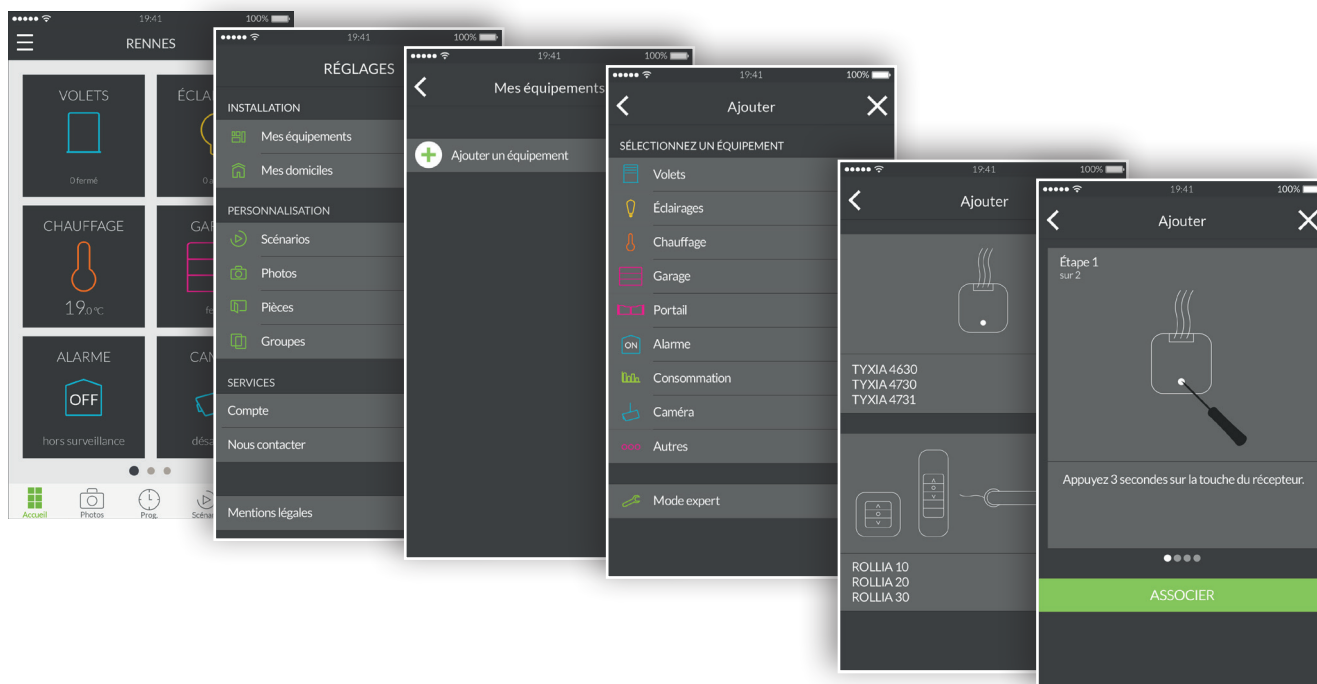 19:41
100%
RENNES
VOLETS
0 fermé
CHAUFFAGE
19.0°C
ALARME
OFF
hors surveillance
Accueil
Photos
Prog.
19:41
100%
RÉGLAGES
INSTALLATION
Mes équipements
Mes domiciles
PERSONNALISATION
Scénarios
Photos
Pièces
Groupes
SERVICES
Compte
Nous contacter
Mentions légales
19:41
100%
Mes équipements
Ajouter un équipement
19:41
100%
Ajouter
SÉLECTIONNEZ UN ÉQUIPEMENT
Volets
Éclairages
Chauffage
Garage
Portail
ON
Alarme
Consommation
Caméra
Autres
Mode expert
19:41
100%
Ajouter
TYXIA 4630
TYXIA 4730
TYXIA 4731
ROLLIA 10
ROLLIA 20
ROLLIA 30
19:41
100%
Ajouter
Étape 1
sur 2
Appuyez 3 secondes sur la touche du récepteur.
ASSOCIER